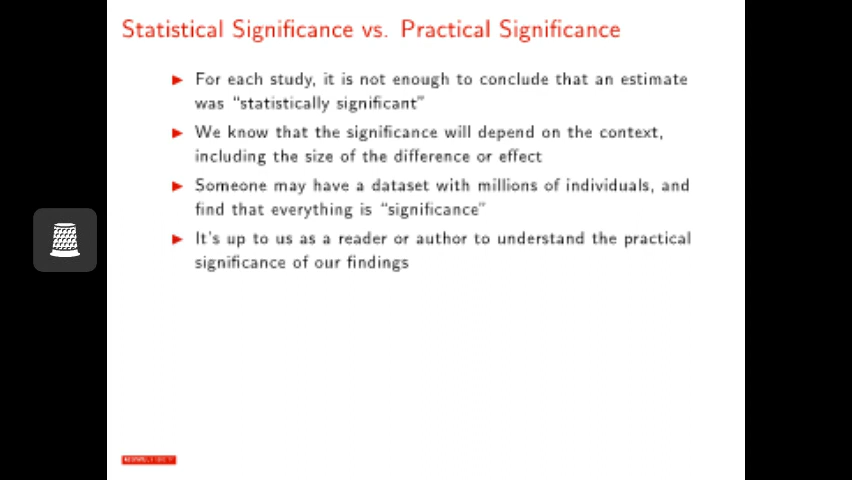 Statistical Significance vs. Practical Significance
For each study, it is not enough to conclude that an estimate
was “statistically significant”
We know that the significance will depend on the context,
including the size of the difference or effect
Someone may have a dataset with millions of individuals, and
find that everything is “significance”
It's up to us as a reader or author to understand the practical
significance of our findings